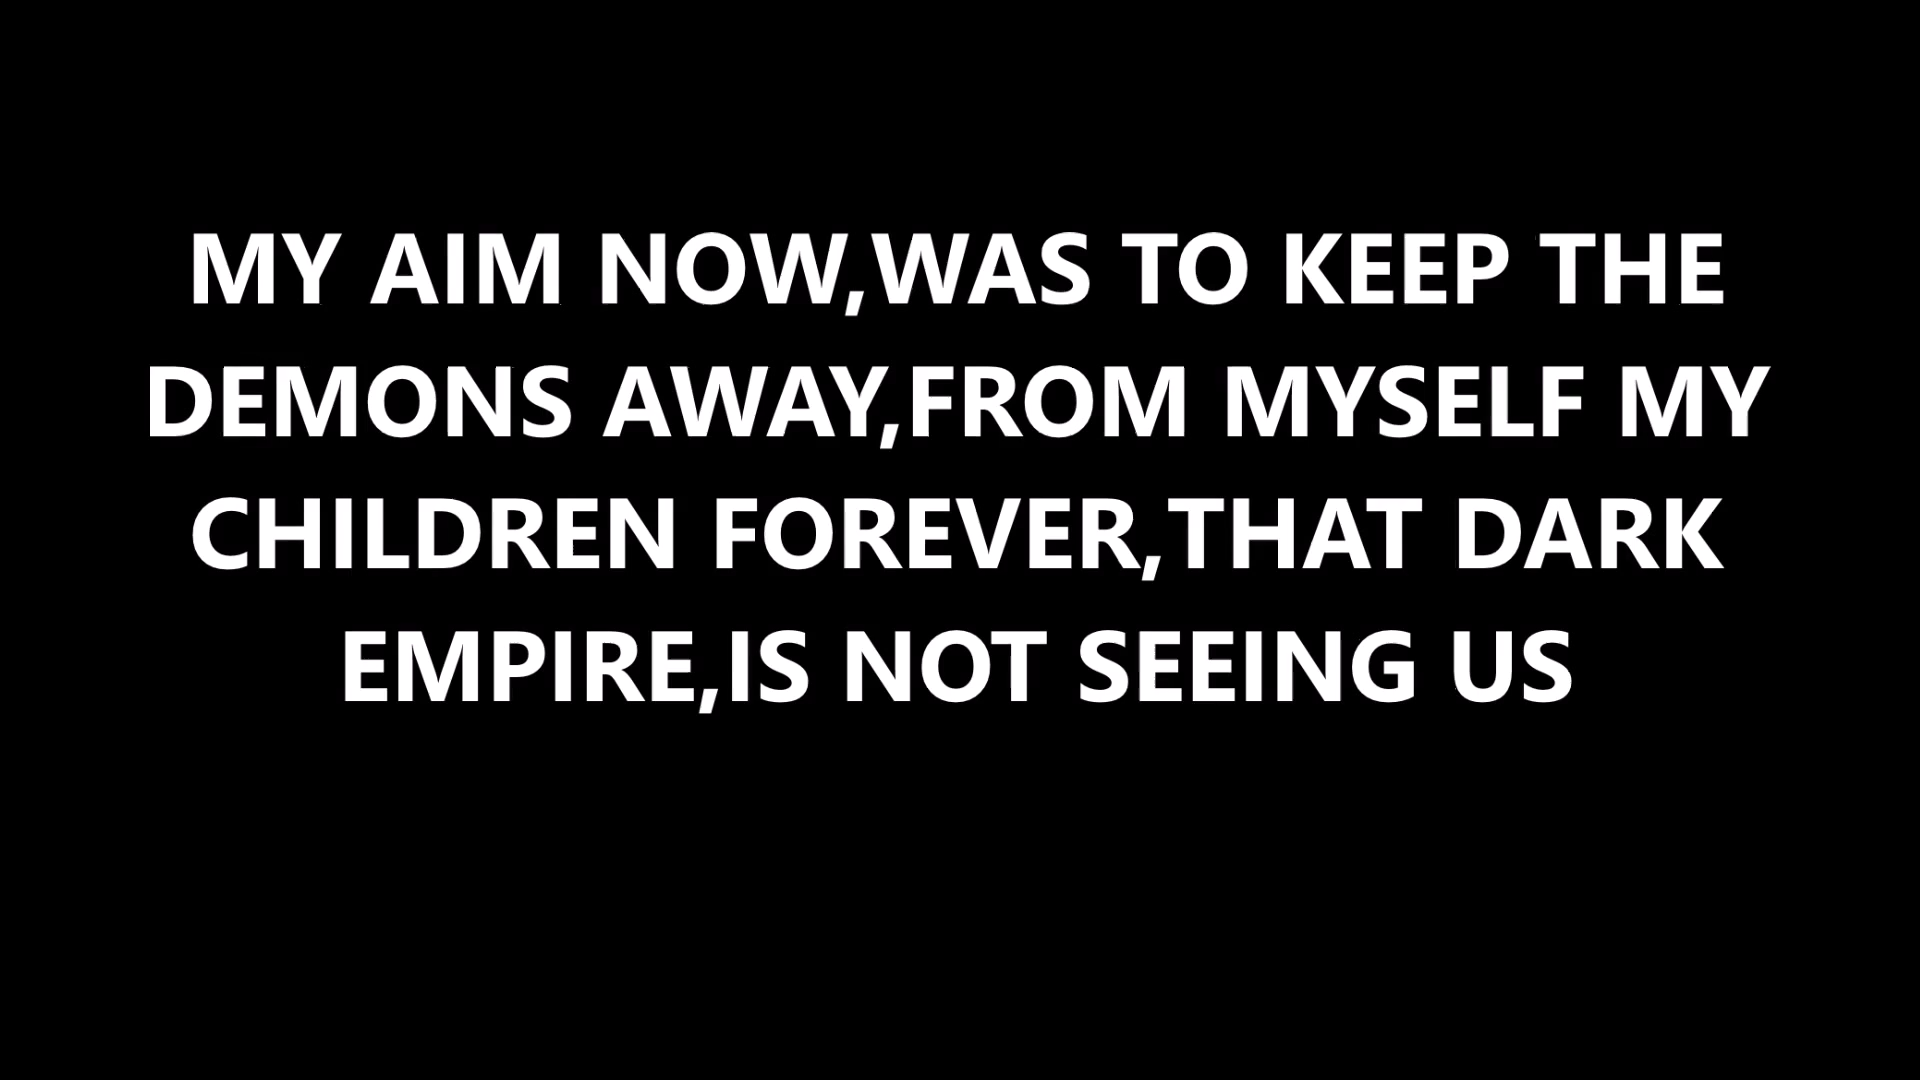 MY AIM NOW,WAS TO KEEP THE
DEMONS AWAY,FROM MYSELF MY
CHILDREN FOREVER,THAT DARK
EMPIRE,IS NOT SEEING US